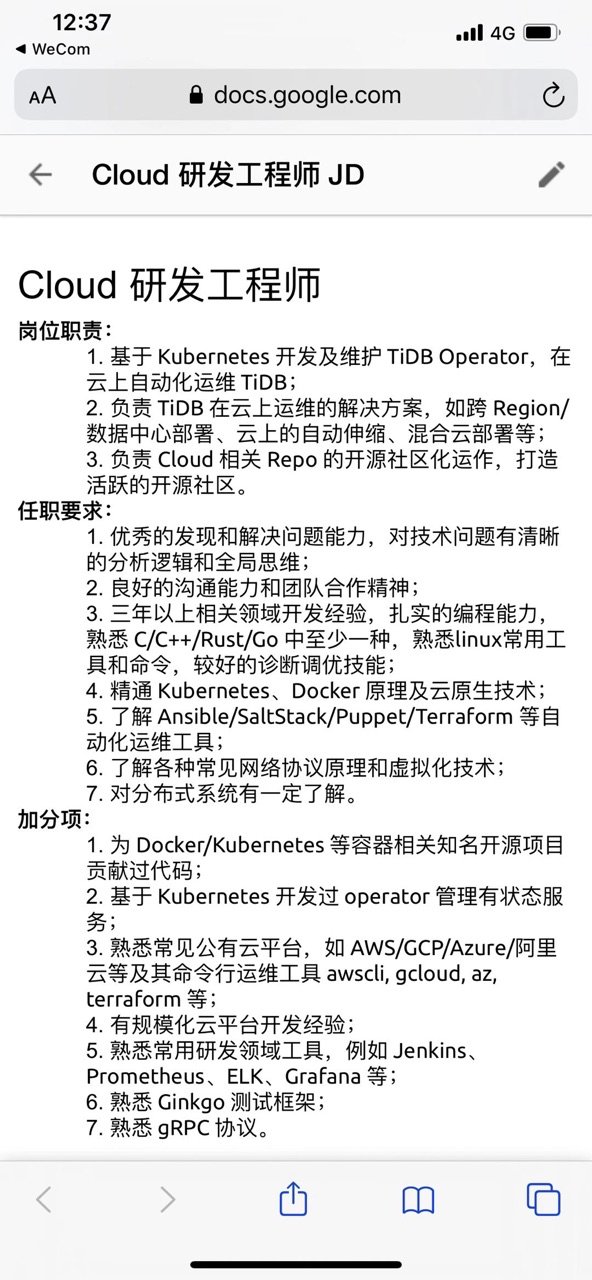 12:37
4G
◀ WeCom
AA docs.google.com
Cloud 研发工程师 JD
Cloud 研发工程师
岗位职责：
1. 基于 Kubernetes 开发及维护 TiDB Operator，在
云上自动化运维 TiDB；
2. 负责 TiDB 在云上运维的解决方案，如跨 Region/
数据中心部署、云上的自动伸缩、混合云部署等；
3. 负责 Cloud 相关 Repo 的开源社区化运作，打造
活跃的开源社区。
任职要求：
1. 优秀的发现和解决问题能力，对技术问题有清晰
的分析逻辑和全局思维；
2. 良好的沟通能力和团队合作精神；
3. 三年以上相关领域开发经验，扎实的编程能力，
熟悉 C/C++/Rust/Go 中至少一种，熟悉linux常用工
具和命令，较好的诊断调优技能；
4. 精通 Kubernetes、Docker 原理及云原生技术；
5. 了解 Ansible/SaltStack/Puppet/Terraform 等自
动化运维工具；
6. 了解各种常见网络协议原理和虚拟化技术；
7. 对分布式系统有一定了解。
加分项：
1. 为 Docker/Kubernetes 等容器相关知名开源项目
贡献过代码；
2. 基于 Kubernetes 开发过 operator 管理有状态服
务；
3. 熟悉常见公有云平台，如 AWS/GCP/Azure/阿里
云等及其命令行运维工具 awscli, gcloud, az,
terraform 等；
4. 有规模化云平台开发经验；
5. 熟悉常用研发领域工具，例如 Jenkins、
Prometheus、ELK、Grafana 等；
6. 熟悉 Ginkgo 测试框架；
7. 熟悉 gRPC 协议。